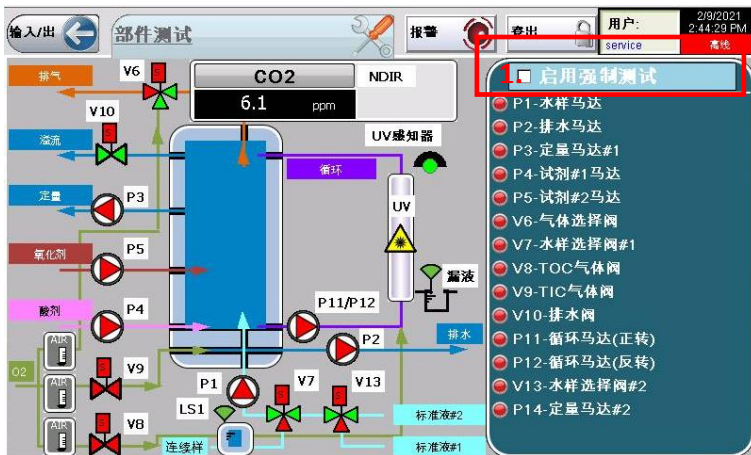 输入/出
部件测试
报警
登出
用户:
service
2/9/2021
2:44:29 PM
离线
排气
V6
CO2
NDIR
6.1 ppm
V10
溢流
UV感知器
循环
定量
P3
UV
氧化剂
P5
漏液
酸剂
P4
P11/P12
排水
P2
AIR
O2
AIR
V9
P1
V7
V13
LS1
标准液#2
AIR
V8
连续样
标准液#1
1.
启用强制测试
P1-水样马达
P2-排水马达
P3-定量马达#1
P4-试剂#1马达
P5-试剂#2马达
V6-气体选择阀
V7-水样选择阀#1
V8-TOC气体阀
V9-TIC气体阀
V10-排水阀
P11-循环马达(正转)
P12-循环马达(反转)
V13-水样选择阀#2
P14-定量马达#2